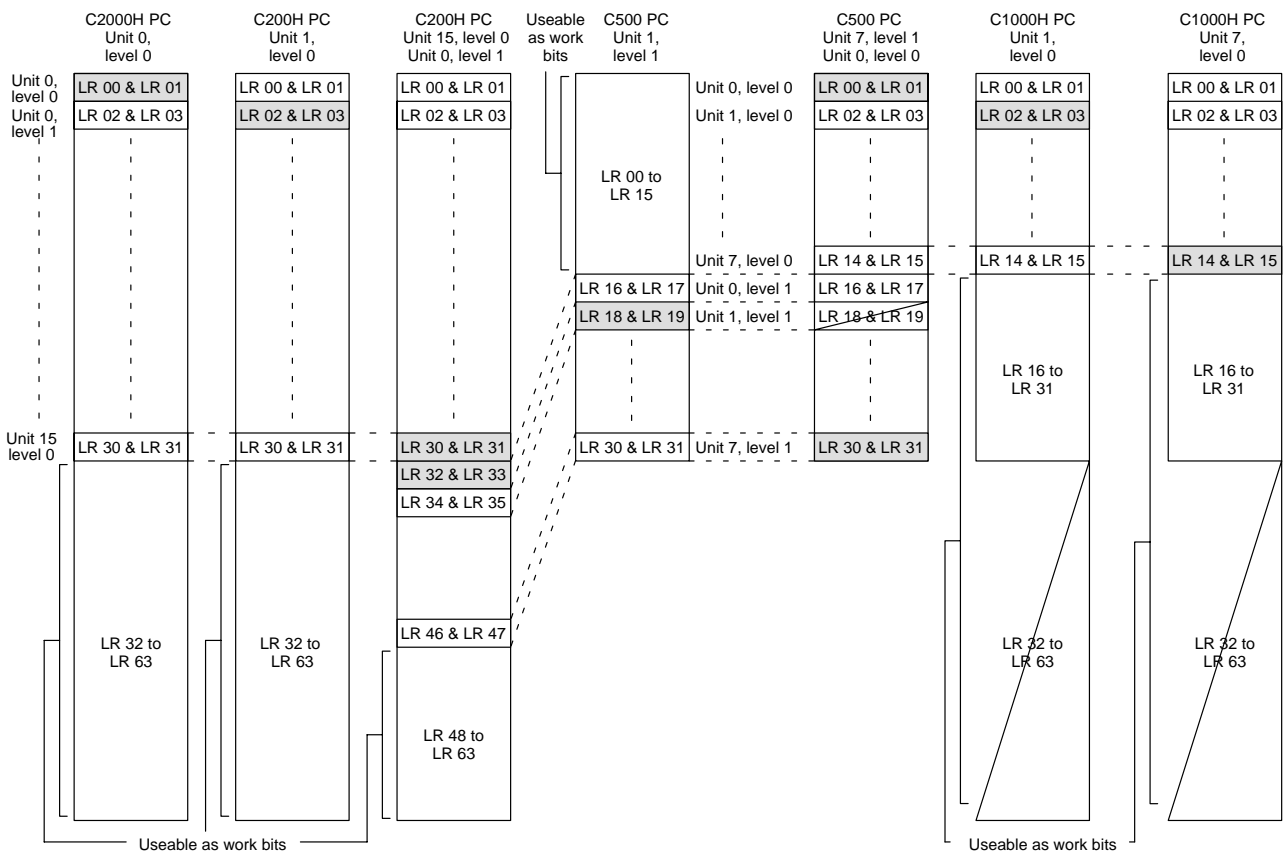 C2000H PC
Unit 0,
level 0
C200H PC
Unit 1,
level 0
C200H PC
Unit 15, level 0
Unit 0, level 1
Useable
as work
bits
C500 PC
Unit 1,
level 1
C500 PC
Unit 7, level 1
Unit 0, level 0
C1000H PC
Unit 1,
level 0
C1000H PC
Unit 7,
level 0
Unit 0,
level 0
LR 00 & LR 01
LR 00 & LR 01
LR 00 & LR 01
Unit 0, level 0
LR 00 & LR 01
LR 00 & LR 01
LR 00 & LR 01
Unit 0,
level 1
LR 02 & LR 03
LR 02 & LR 03
LR 02 & LR 03
Unit 1, level 0
LR 02 & LR 03
LR 02 & LR 03
LR 02 & LR 03
LR 00 to
LR 15
Unit 7, level 0
LR 14 & LR 15
LR 14 & LR 15
LR 14 & LR 15
LR 16 & LR 17
Unit 0, level 1
LR 16 & LR 17
LR 18 & LR 19
Unit 1, level 1
LR 18 & LR 19
LR 16 to
LR 31
LR 16 to
LR 31
Unit 15
level 0
LR 30 & LR 31
LR 30 & LR 31
LR 30 & LR 31
LR 30 & LR 31
Unit 7, level 1
LR 30 & LR 31
LR 32 & LR 33
LR 34 & LR 35
LR 46 & LR 47
LR 32 to
LR 63
LR 32 to
LR 63
LR 32 to
LR 63
LR 32 to
LR 63
LR 48 to
LR 63
Useable as work bits
Useable as work bits